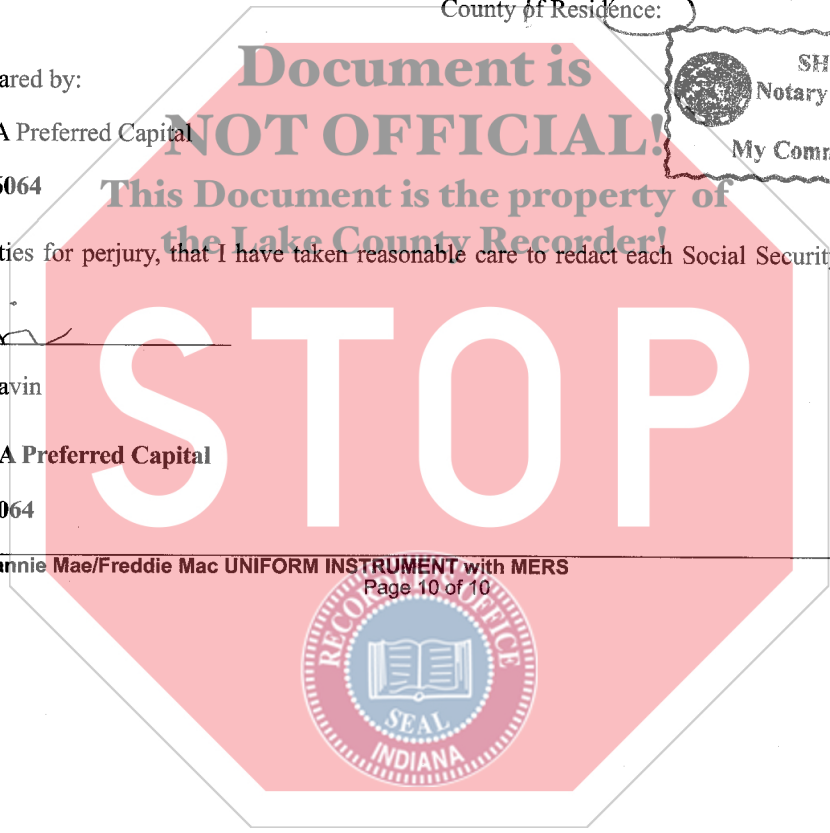 County of Residence:
Document is
SH
ared by:
Notary
A Preferred Capital
NOT OFFICIAL!
My Comm
5064
This Document is the property of
the Lake County Recorder!
ties for perjury, that I have taken reasonable care to redact each Social Security
STOP
avin
A Preferred Capital
064
annie Mae/Freddie Mac UNIFORM INSTRUMENT with MERS
Page 10 of 10
RECORDER'S OFFICE
SEAL
INDIANA